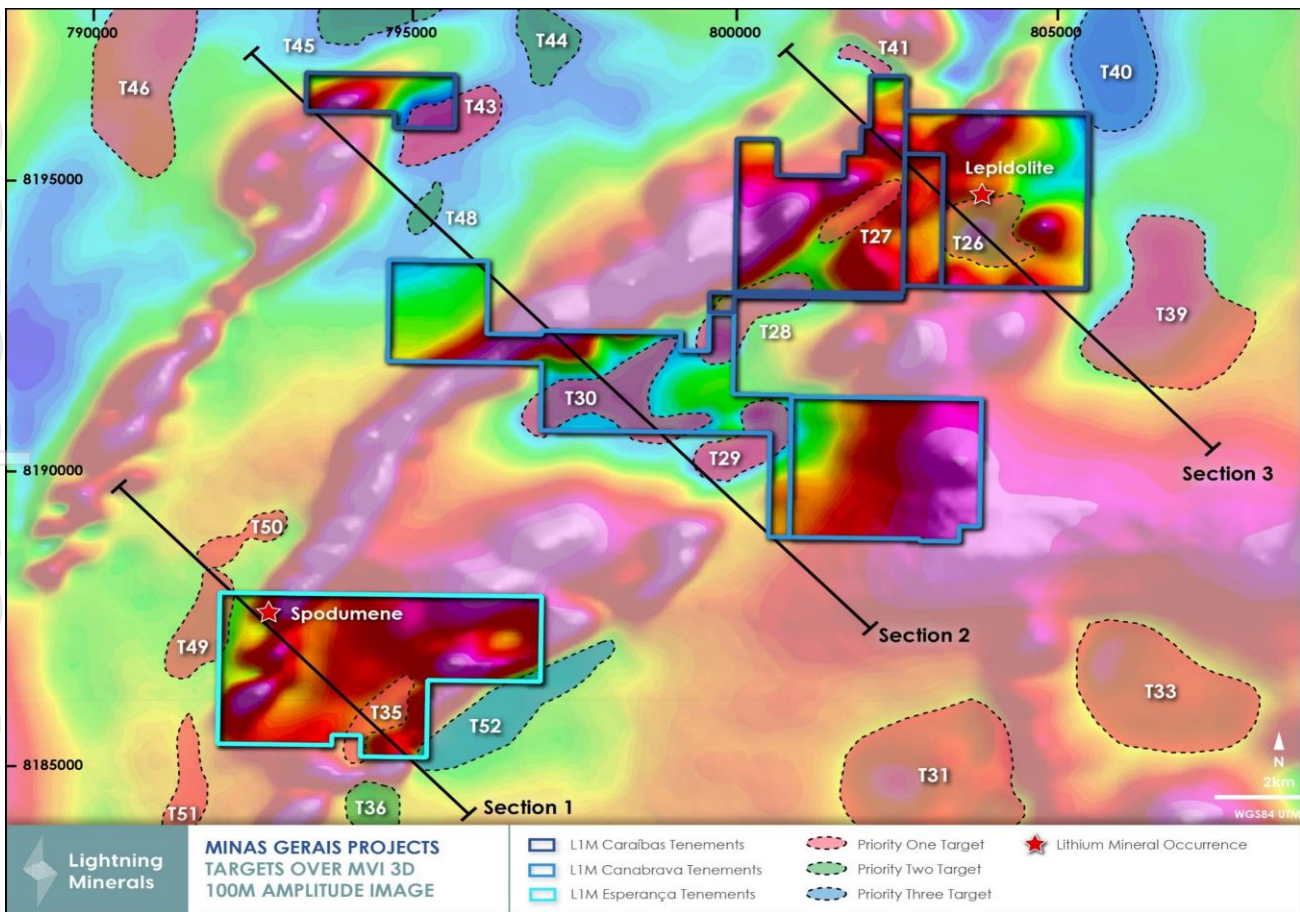 790000
795000
800000
805000
T45
T44
T41
T46
T43
T40
8195000
Lepidolite
T48
T27
T26
T39
T28
T30
T29
8190000
Section 3
T50
Spodumene
T49
Section 2
T35
T52
T33
8185000
T31
N
2km
T51
T36
Section 1
WGS84 UTM
Lightning
Minerals
MINAS GERAIS PROJECTS
TARGETS OVER MVI 3D
100M AMPLITUDE IMAGE
L1M Caraíbas Tenements
L1M Canabrava Tenements
L1M Esperança Tenements
Priority One Target
Priority Two Target
Priority Three Target
Lithium Mineral Occurrence